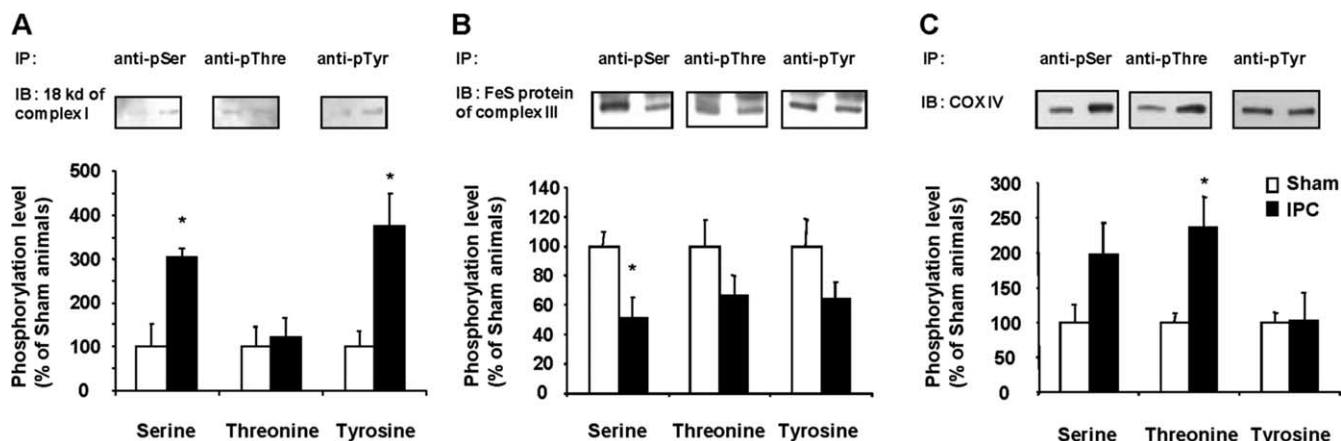 A
IP: anti-pSer anti-pThre anti-pTyr
IB: 18 kd of
complex I
Phosphorylation level
(% of Sham animals)
500
400
300
200
100
0
*
*
Serine Threonine Tyrosine
B
IP: anti-pSer anti-pThre anti-pTyr
IB: FeS protein
of complex III
Phosphorylation level
(% of Sham animals)
140
120
100
80
60
40
20
0
*
Serine Threonine Tyrosine
C
IP: anti-pSer anti-pThre anti-pTyr
IB: COX IV
Phosphorylation level
(% of Sham animals)
300
250
200
150
100
50
0
*
Sham
IPC
Serine Threonine Tyrosine